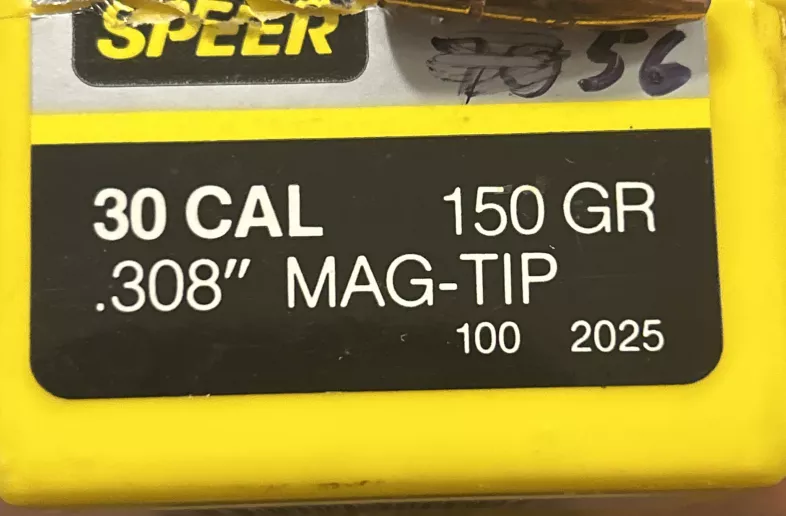 SPEER
56
30 CAL 150 GR
.308" MAG-TIP
100 2025